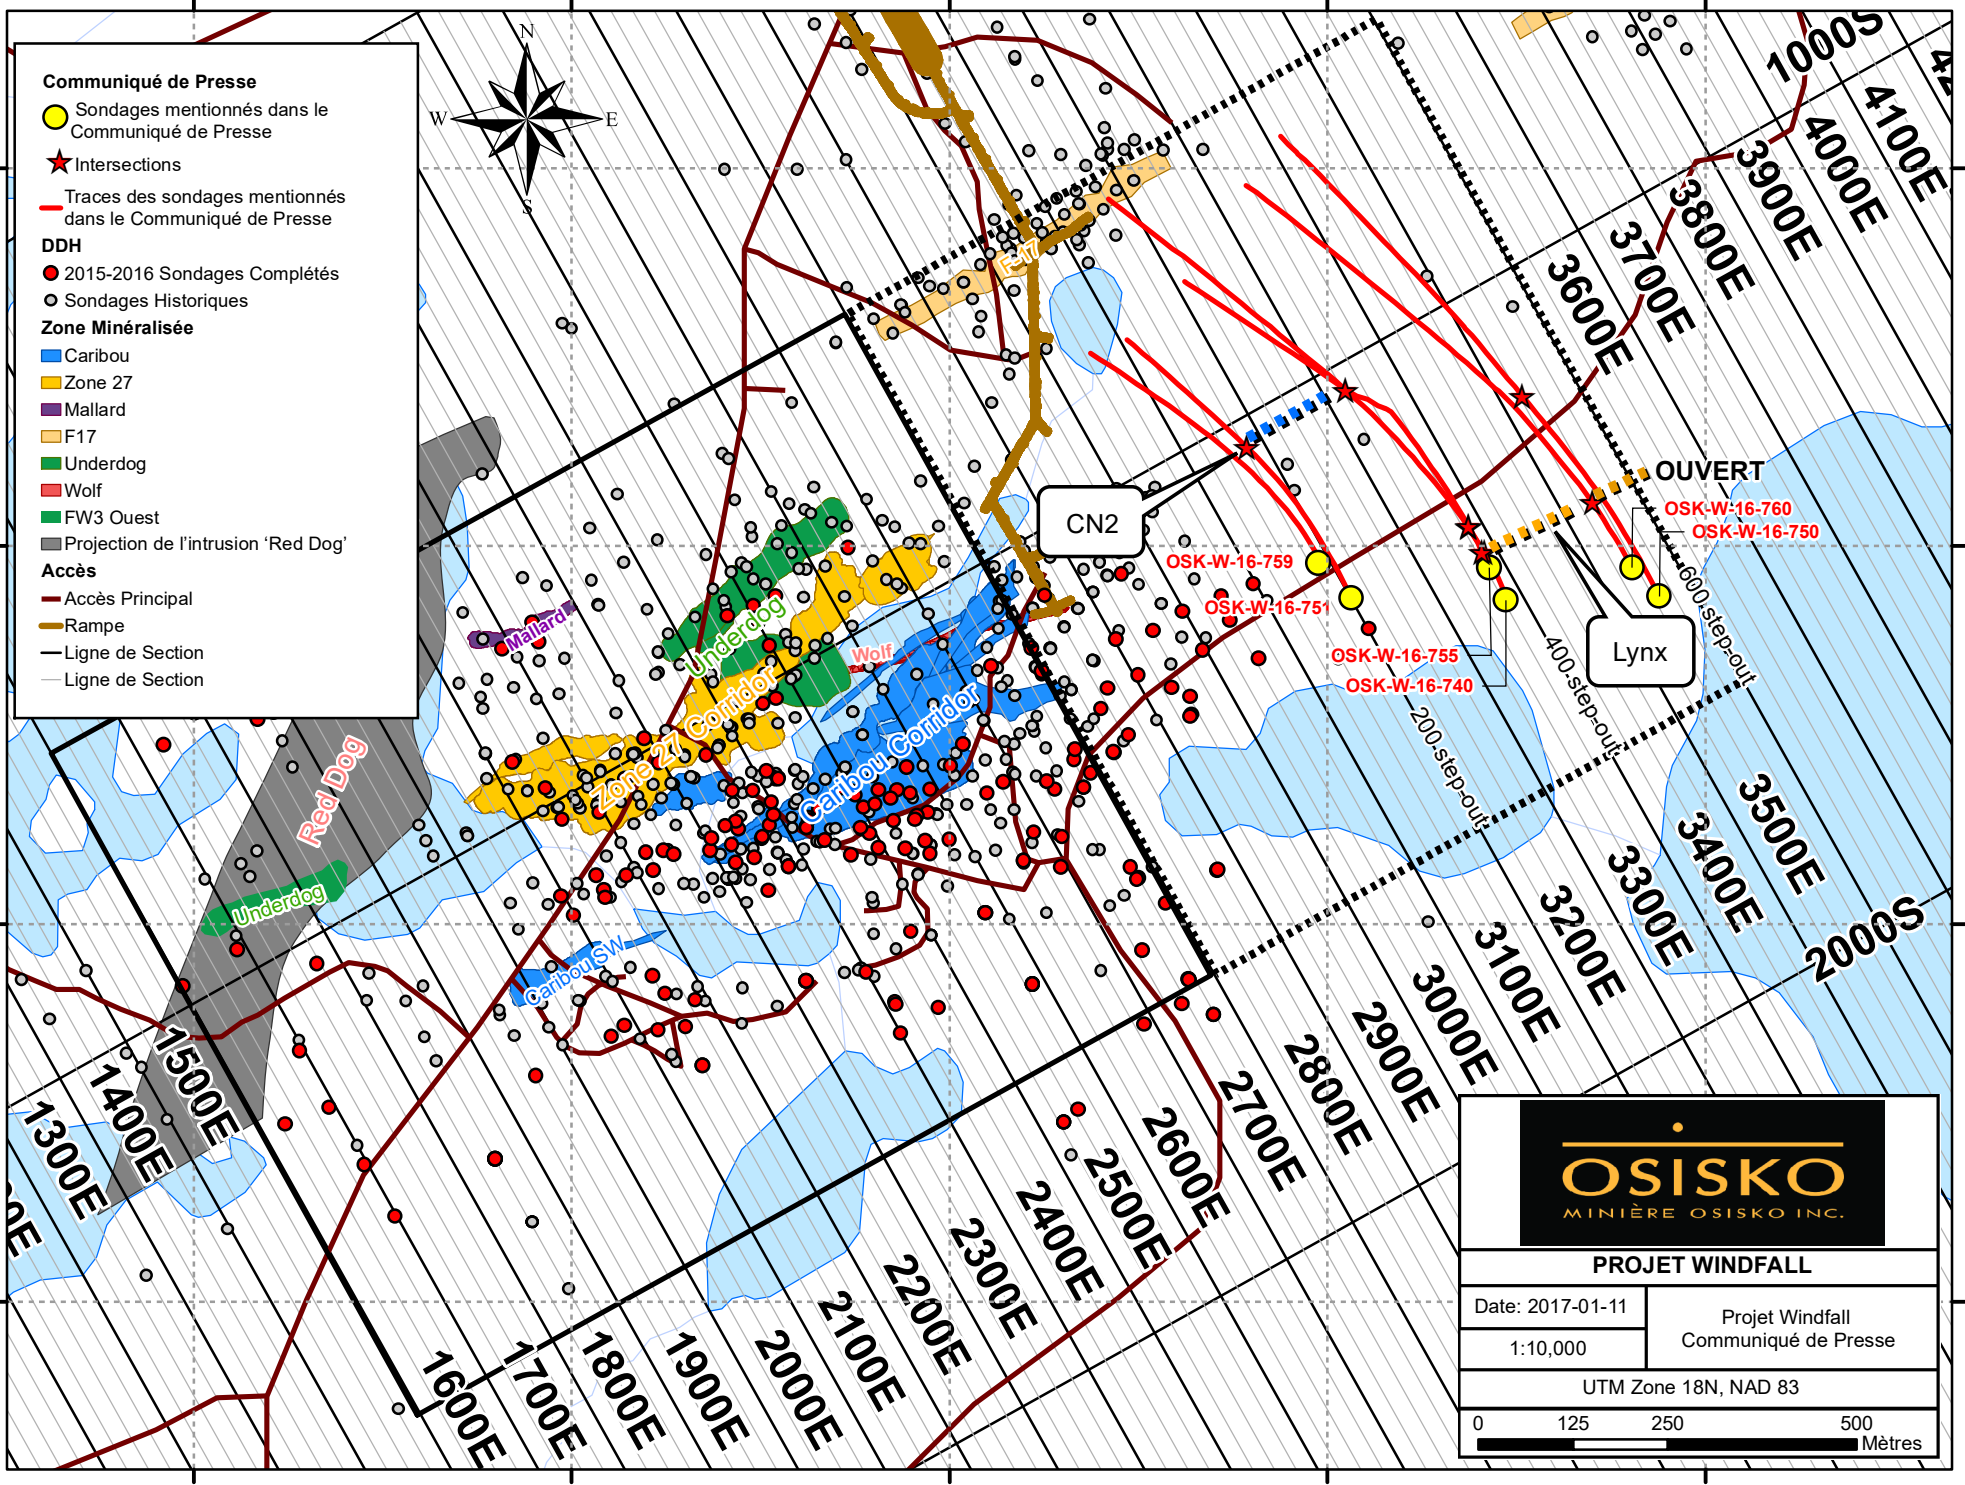 Communiqué de Presse
Sondages mentionnés dans le
Communiqué de Presse
Intersections
Traces des sondages mentionnés
dans le Communiqué de Presse
DDH
2015-2016 Sondages Complétés
Sondages Historiques
Zone Minéralisée
Caribou
Zone 27
Mallard
F17
Underdog
Wolf
FW3 Ouest
Projection de l'intrusion 'Red Dog'
Accès
Accès Principal
Rampe
Ligne de Section
Ligne de Section
N
W
E
S
F-17
1000S
4100E
4000E
3900E
3800E
3700E
3600E
OUVERT
OSK-W-16-760
OSK-W-16-750
CN2
OSK-W-16-759
OSK-W-16-751
OSK-W-16-755
OSK-W-16-740
Lynx
600-step-out
400-step-out
200-step-out
Mallard
Underdog
Wolf
Zone 27 Corridor
Caribou Corridor
Red Dog
Underdog
Caribou SW
3500E
3400E
3300E
3200E
3100E
3000E
2900E
2800E
2700E
2600E
2500E
2400E
2300E
2200E
2100E
2000E
1900E
1800E
1700E
1600E
1500E
1400E
1300E
2000S
OSISKO
MINIÈRE OSISKO INC.
PROJET WINDFALL
Date: 2017-01-11
1:10,000
Projet Windfall
Communiqué de Presse
UTM Zone 18N, NAD 83
0 125 250 500
Mètres